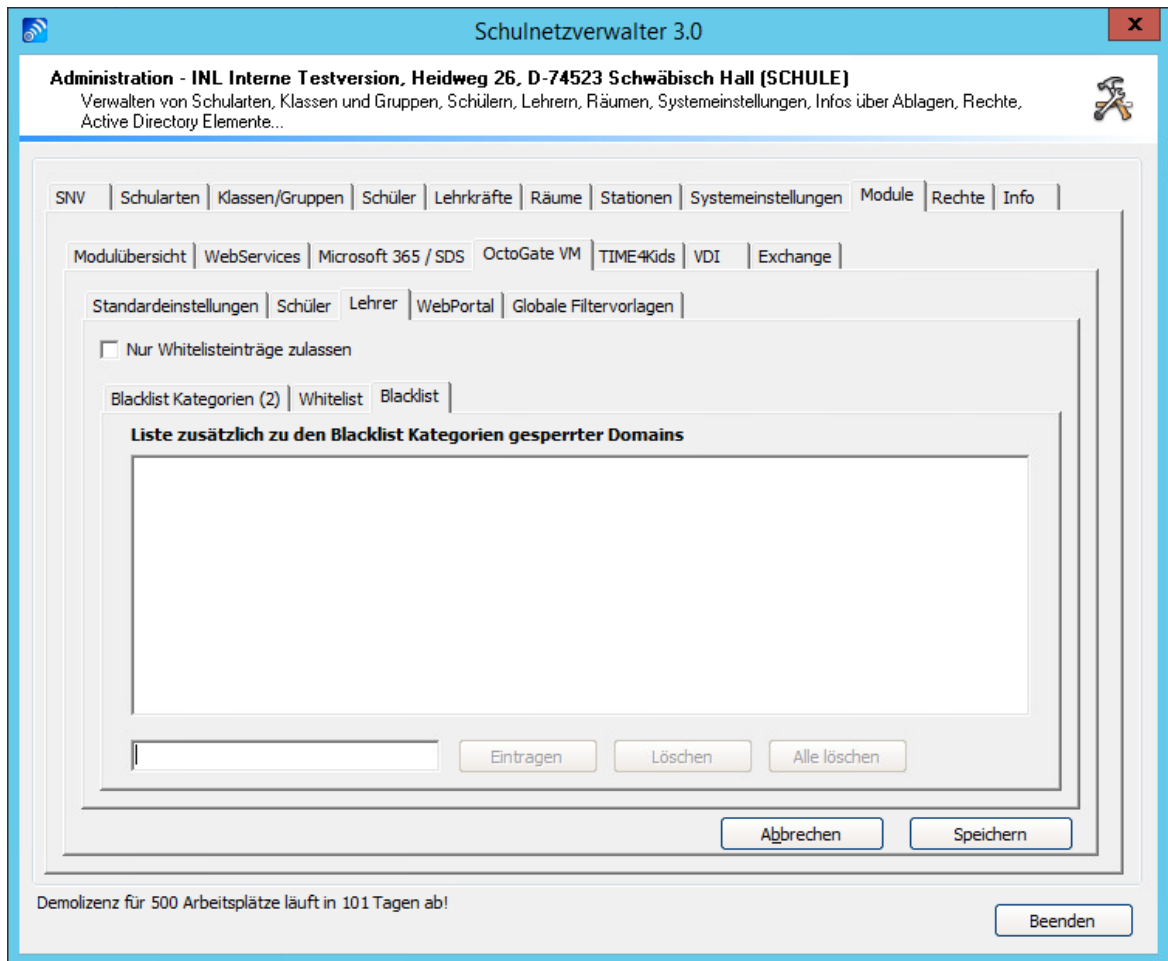 Schulnetzverwalter 3.0
x
Administration - INL Interne Testversion, Heidweg 26, D-74523 Schwäbisch Hall (SCHULE)
Verwalten von Schularten, Klassen und Gruppen, Schülern, Lehrern, Räumen, Systemeinstellungen, Infos über Ablagen, Rechte,
Active Directory Elemente...
SNV Schularten Klassen/Gruppen Schüler Lehrkräfte Räume Stationen Systemeinstellungen Module Rechte Info
Modulübersicht WebServices Microsoft 365 / SDS OctoGate VM TIME4Kids VDI Exchange
Standardeinstellungen Schüler Lehrer WebPortal Globale Filtervorlagen
Nur Whitelisteinträge zulassen
Blacklist Kategorien (2) Whitelist Blacklist
Liste zusätzlich zu den Blacklist Kategorien gesperrter Domains
Eintragen Löschen Alle löschen
Abbrechen Speichern
Demolizenz für 500 Arbeitsplätze läuft in 101 Tagen ab!
Beenden